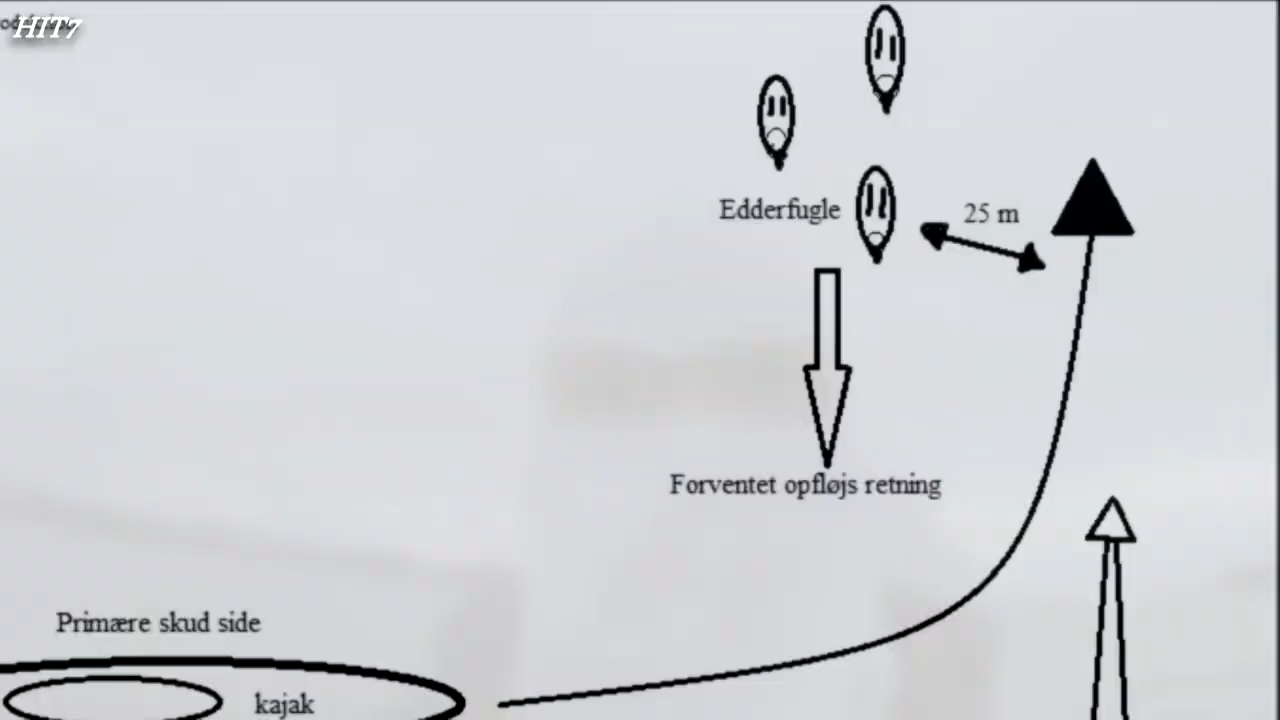 HIT7
Edderfugle
25 m
Forventet opfløjs retning
Primære skud side
kajak